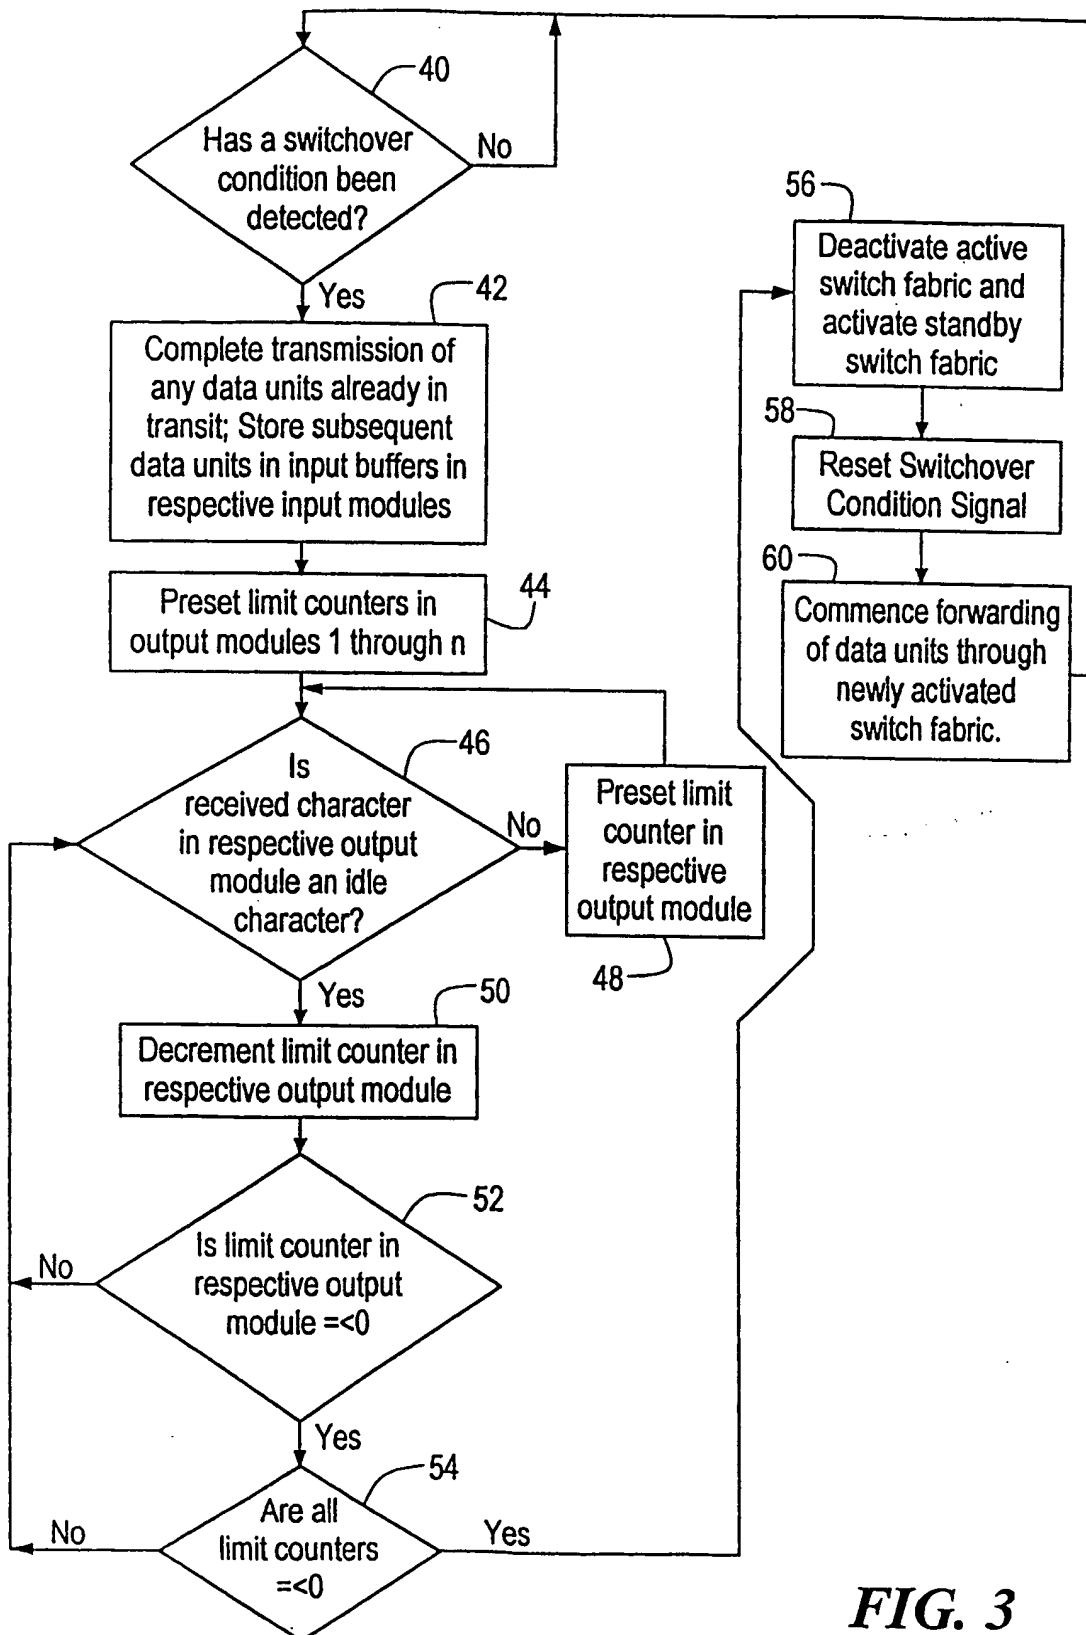 40
Has a switchover
condition been
detected?
No
Yes
42
Complete transmission of
any data units already in
transit; Store subsequent
data units in input buffers in
respective input modules
Preset limit counters in
output modules 1 through n
44
Is
received character
in respective output
module an idle
character?
46
No
Preset limit
counter in
respective
output module
48
Yes
50
Decrement limit counter in
respective output module
52
Is limit counter in
respective output
module =<0
No
Yes
54
Are all
limit counters
=<0
No
Yes
56
Deactivate active
switch fabric and
activate standby
switch fabric
58
Reset Switchover
Condition Signal
60
Commence forwarding
of data units through
newly activated
switch fabric.
FIG. 3